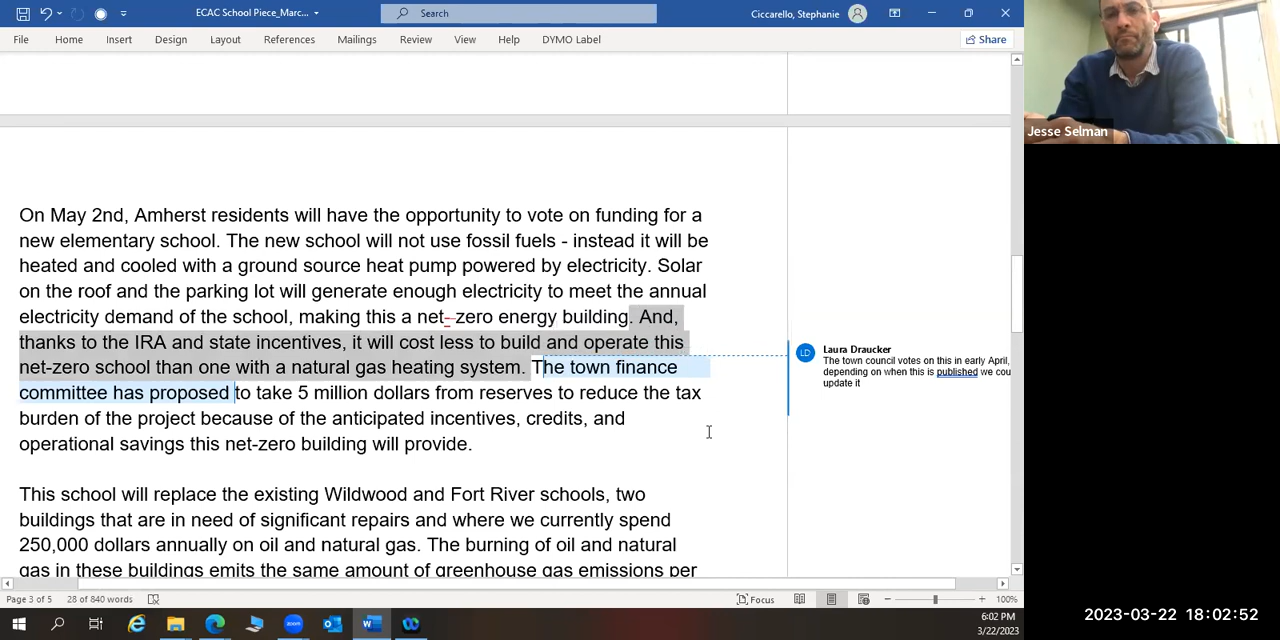 ECAC School Piece_Marc...
Search
Ciccarello, Stephanie
File Home Insert Design Layout References Mailings Review View Help DYMO Label
Share
Jesse Selman
On May 2nd, Amherst residents will have the opportunity to vote on funding for a
new elementary school. The new school will not use fossil fuels - instead it will be
heated and cooled with a ground source heat pump powered by electricity. Solar
on the roof and the parking lot will generate enough electricity to meet the annual
electricity demand of the school, making this a net--zero energy building. And,
thanks to the IRA and state incentives, it will cost less to build and operate this
net-zero school than one with a natural gas heating system. The town finance
committee has proposed to take 5 million dollars from reserves to reduce the tax
burden of the project because of the anticipated incentives, credits, and
operational savings this net-zero building will provide.
This school will replace the existing Wildwood and Fort River schools, two
buildings that are in need of significant repairs and where we currently spend
250,000 dollars annually on oil and natural gas. The burning of oil and natural
gas in these buildings emits the same amount of greenhouse gas emissions per
LD
Laura Draucker
The town council votes on this in early April,
depending on when this is published we cou
update it
Page 3 of 5 28 of 840 words
Focus
100%
zoom
6:02 PM
3/22/2023
2023-03-22 18:02:52